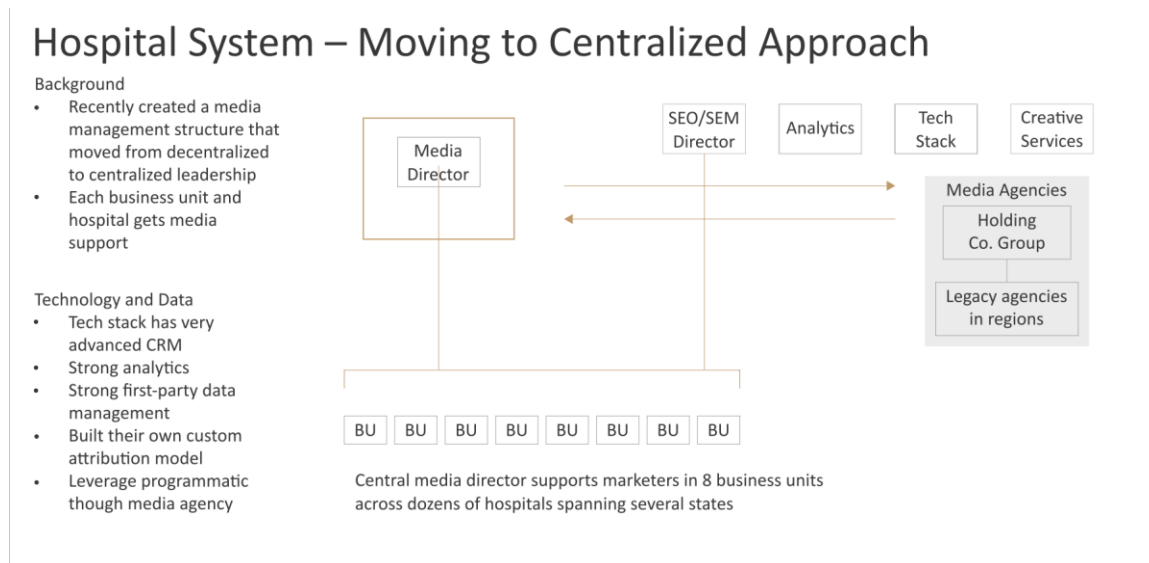 Hospital System – Moving to Centralized Approach
Background
• Recently created a media
management structure that
moved from decentralized
to centralized leadership
• Each business unit and
hospital gets media
support
Technology and Data
• Tech stack has very
advanced CRM
• Strong analytics
• Strong first-party data
management
• Built their own custom
attribution model
• Leverage programmatic
though media agency
Media
Director
SEO/SEM
Director
Analytics
Tech
Stack
Creative
Services
Media Agencies
Holding
Co. Group
Legacy agencies
in regions
BU BU BU BU BU BU BU BU
Central media director supports marketers in 8 business units
across dozens of hospitals spanning several states